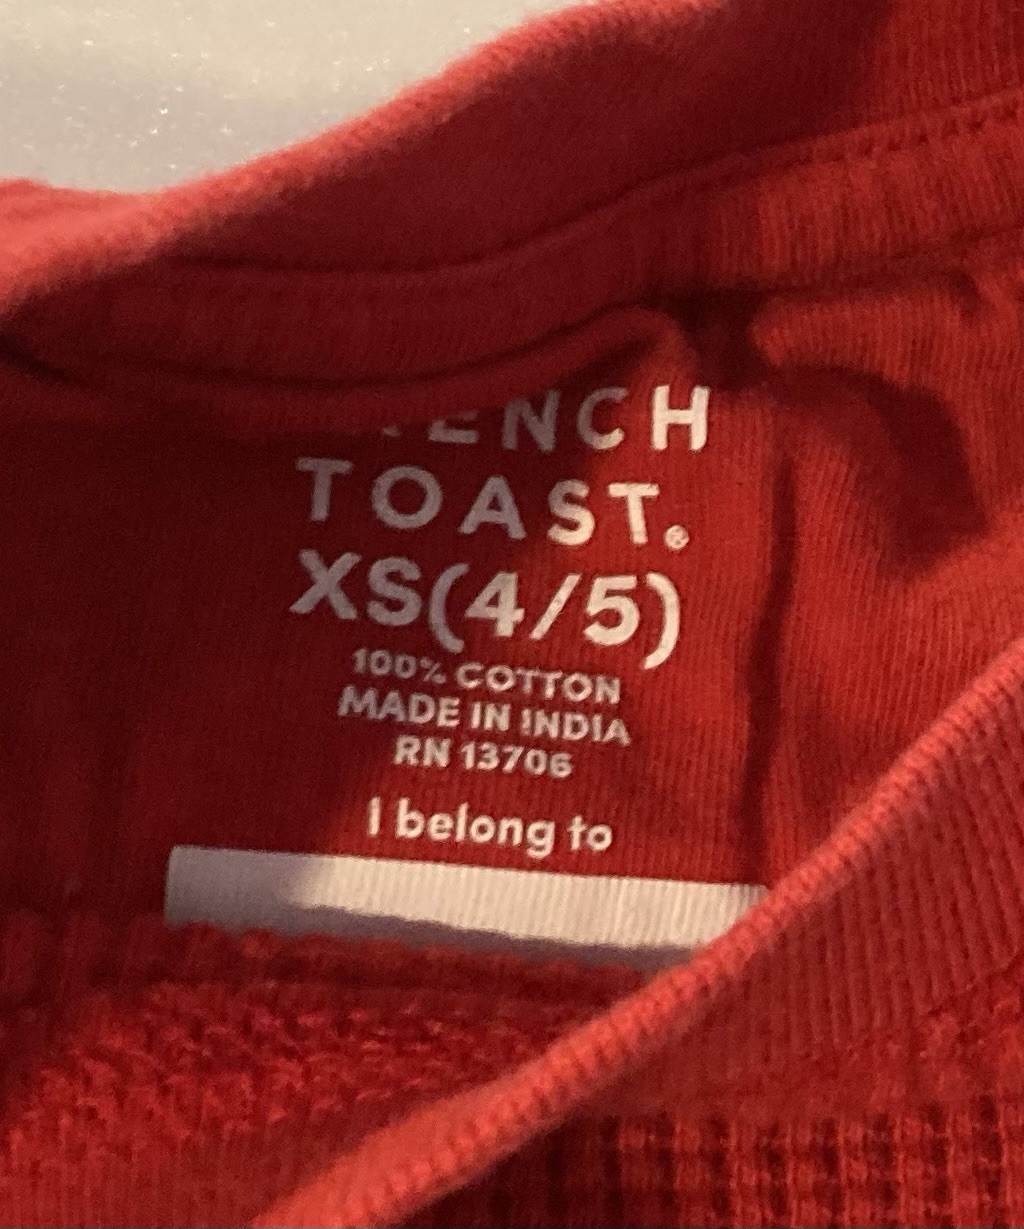 ENCH
TOAST®
XS(4/5)
100% COTTON
MADE IN INDIA
RN 13706
I belong to